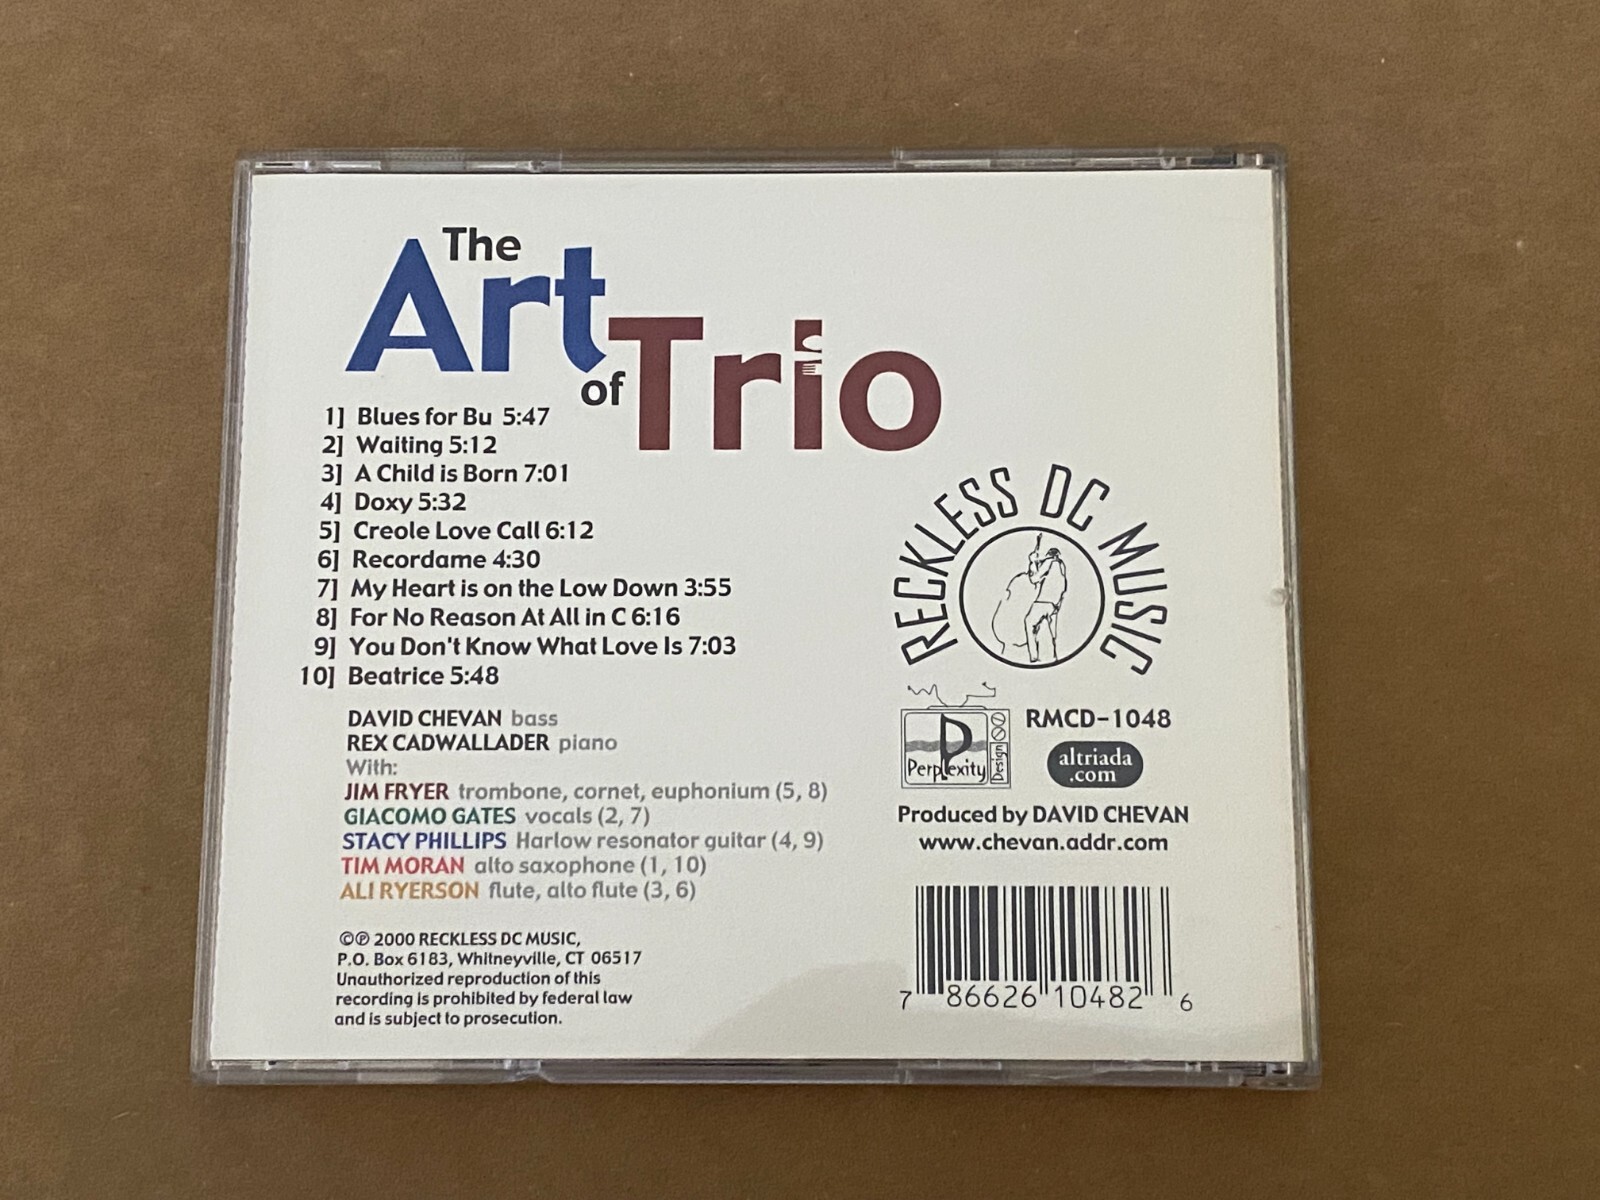 The
Art
of Trio
1] Blues for Bu 5:47
2] Waiting 5:12
3] A Child is Born 7:01
4] Doxy 5:32
5] Creole Love Call 6:12
6] Recordame 4:30
7] My Heart is on the Low Down 3:55
8] For No Reason At All in C 6:16
9] You Don't Know What Love Is 7:03
10] Beatrice 5:48
DAVID CHEVAN bass
REX CADWALLADER piano
With:
JIM FRYER trombone, cornet, euphonium (5, 8)
GIACOMO GATES vocals (2, 7)
STACY PHILLIPS Harlow resonator guitar (4, 9)
TIM MORAN alto saxophone (1, 10)
ALI RYERSON flute, alto flute (3, 6)
©℗ 2000 RECKLESS DC MUSIC,
P.O. Box 6183, Whitneyville, CT 06517
Unauthorized reproduction of this
recording is prohibited by federal law
and is subject to prosecution.
RECKLESS DC MUSIC
P
Perplexity
Design
RMCD-1048
altriada
.com
Produced by DAVID CHEVAN
www.chevan.addr.com
7 86626 10482 6